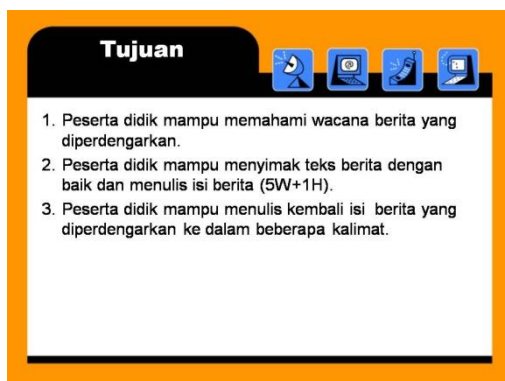 Tujuan
1. Peserta didik mampu memahami wacana berita yang
diperdengarkan.
2. Peserta didik mampu menyimak teks berita dengan
baik dan menulis isi berita (5W+1H).
3. Peserta didik mampu menulis kembali isi berita yang
diperdengarkan ke dalam beberapa kalimat.